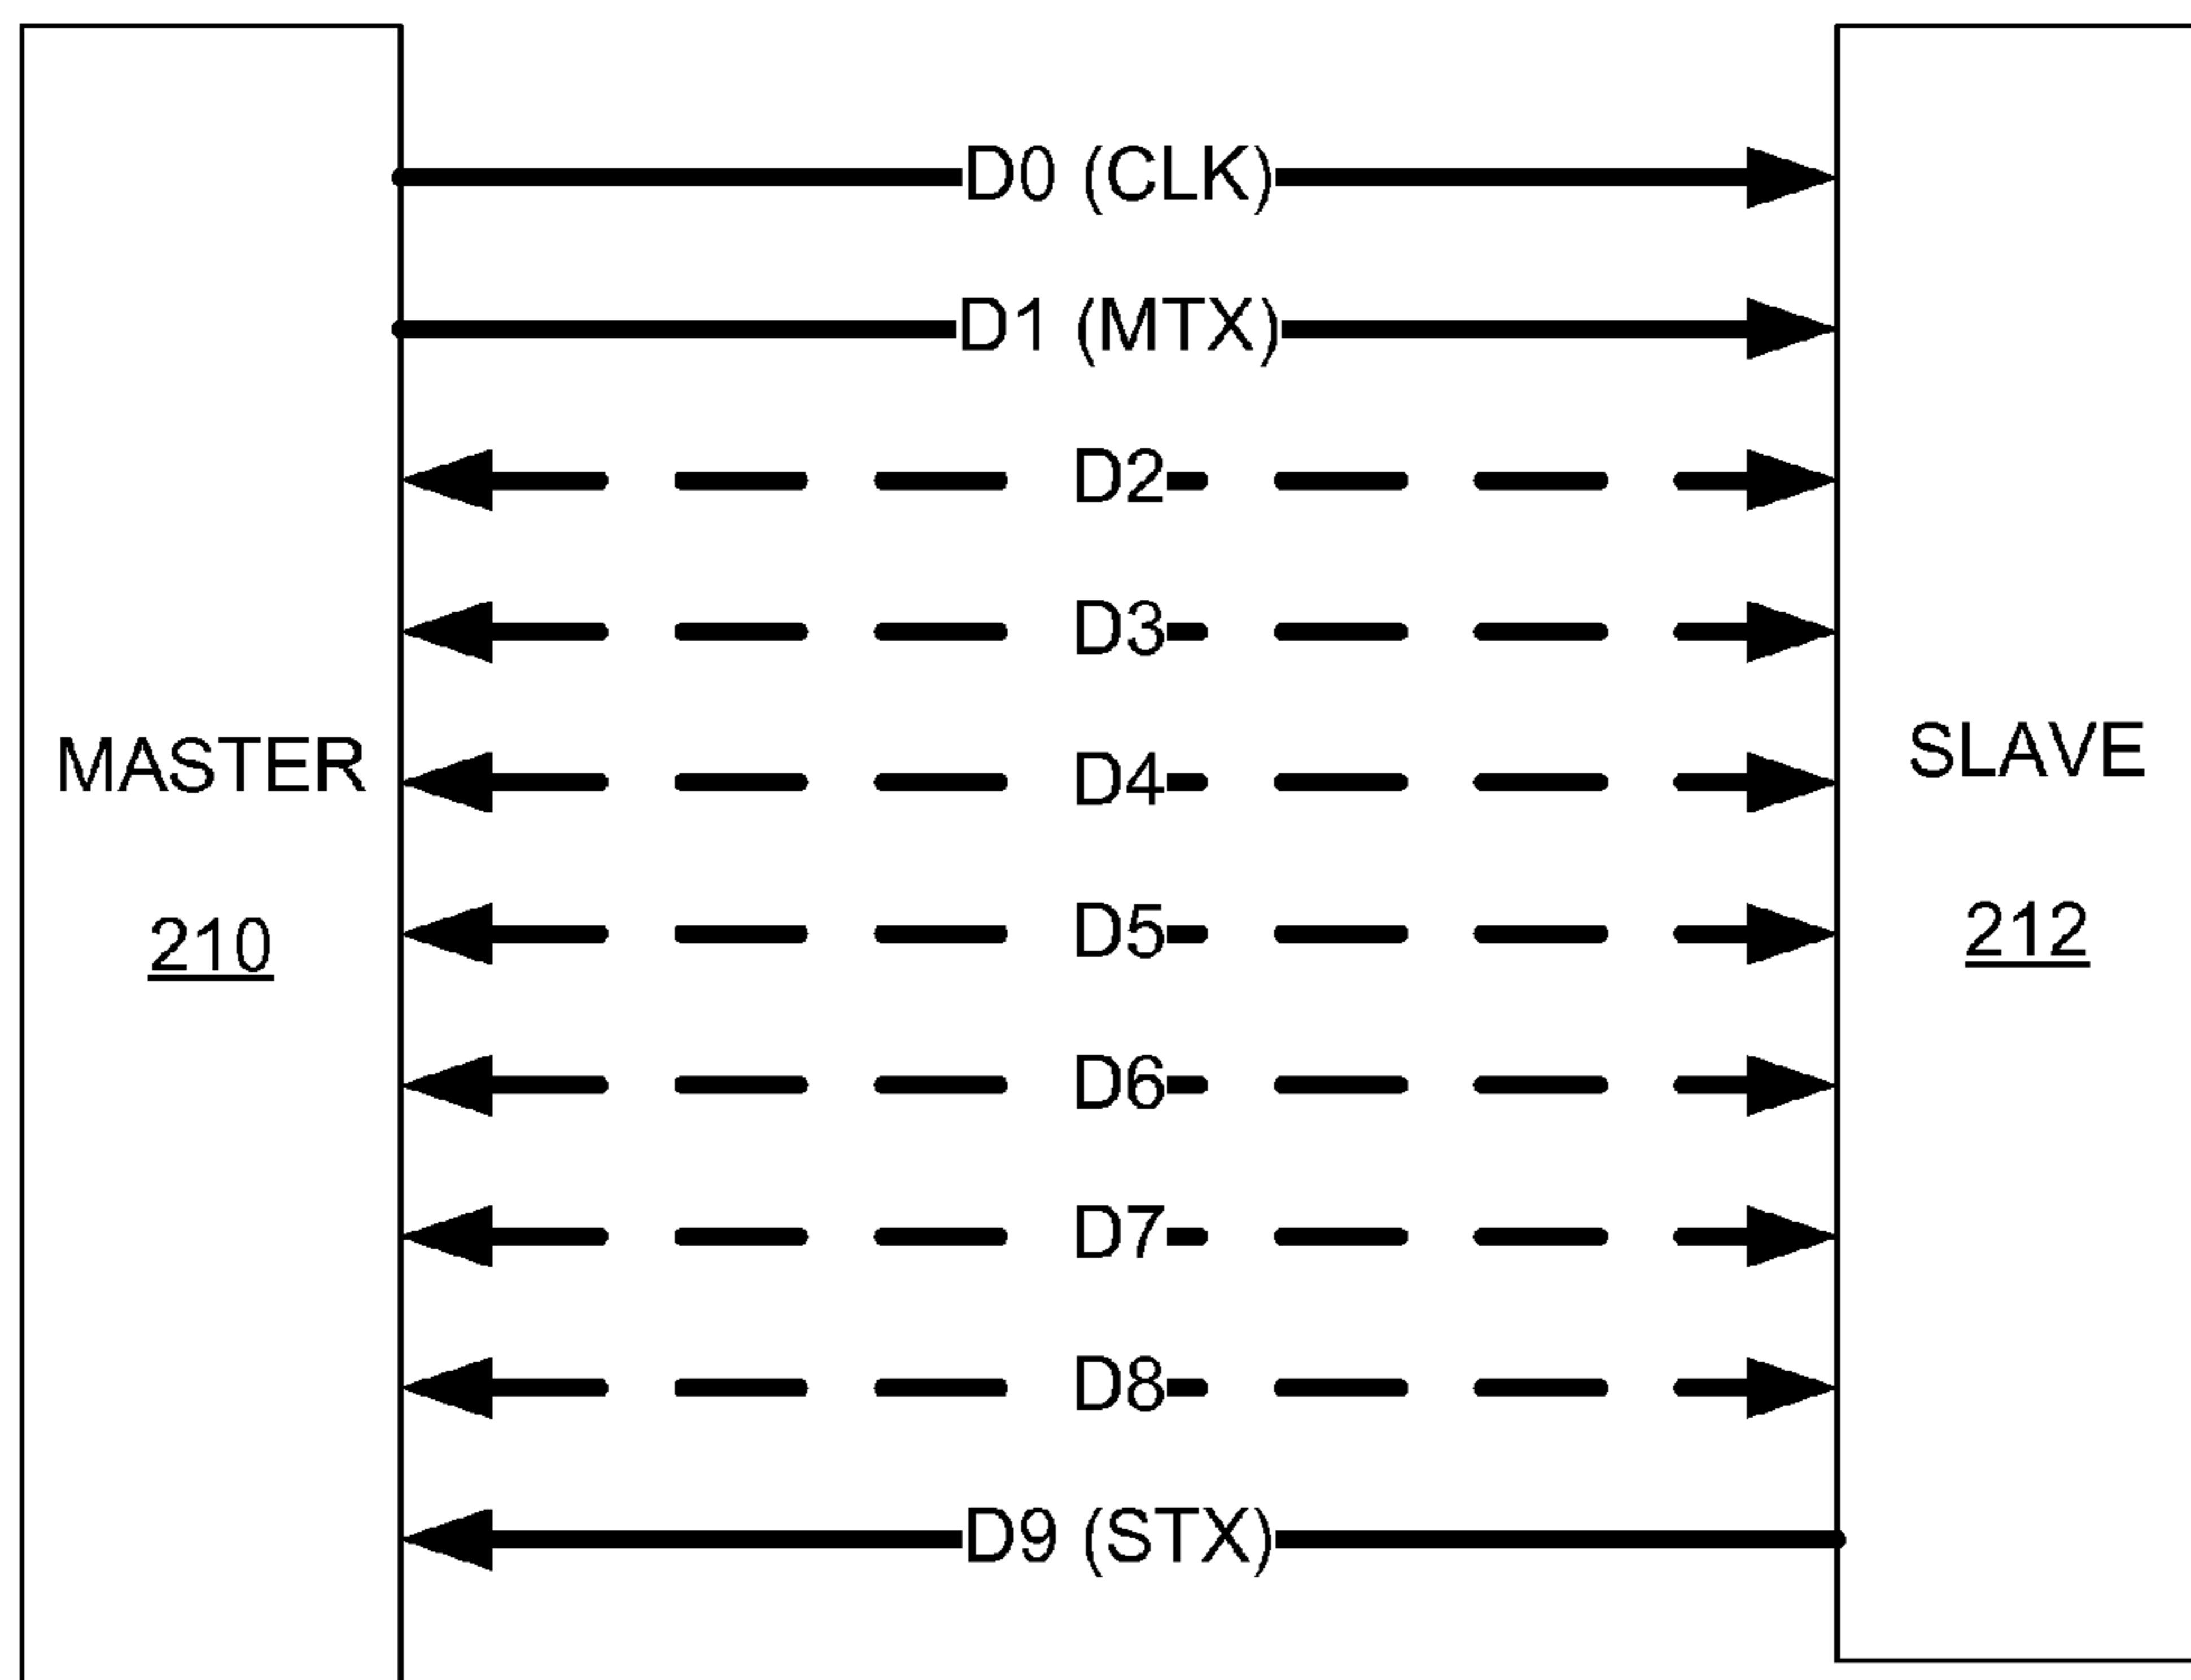 D0 (CLK)
D1 (MTX)
D2
D3
MASTER
210
D4
D5
D6
D7
D8
D9 (STX)
SLAVE
212